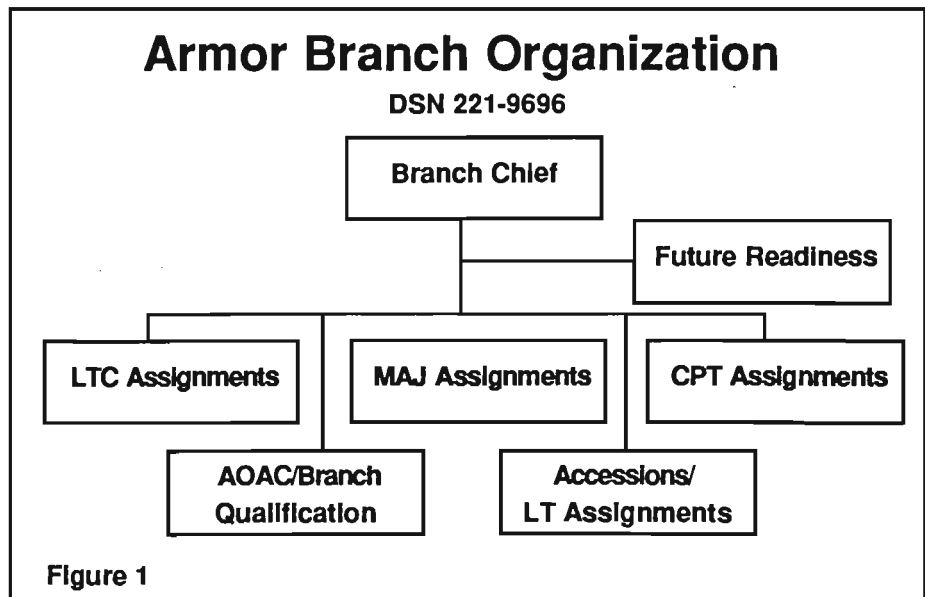 Armor Branch Organization
DSN 221-9696
Branch Chief
Future Readiness
LTC Assignments
MAJ Assignments
CPT Assignments
AOAC/Branch
Qualification
Accessions/
LT Assignments
Figure 1